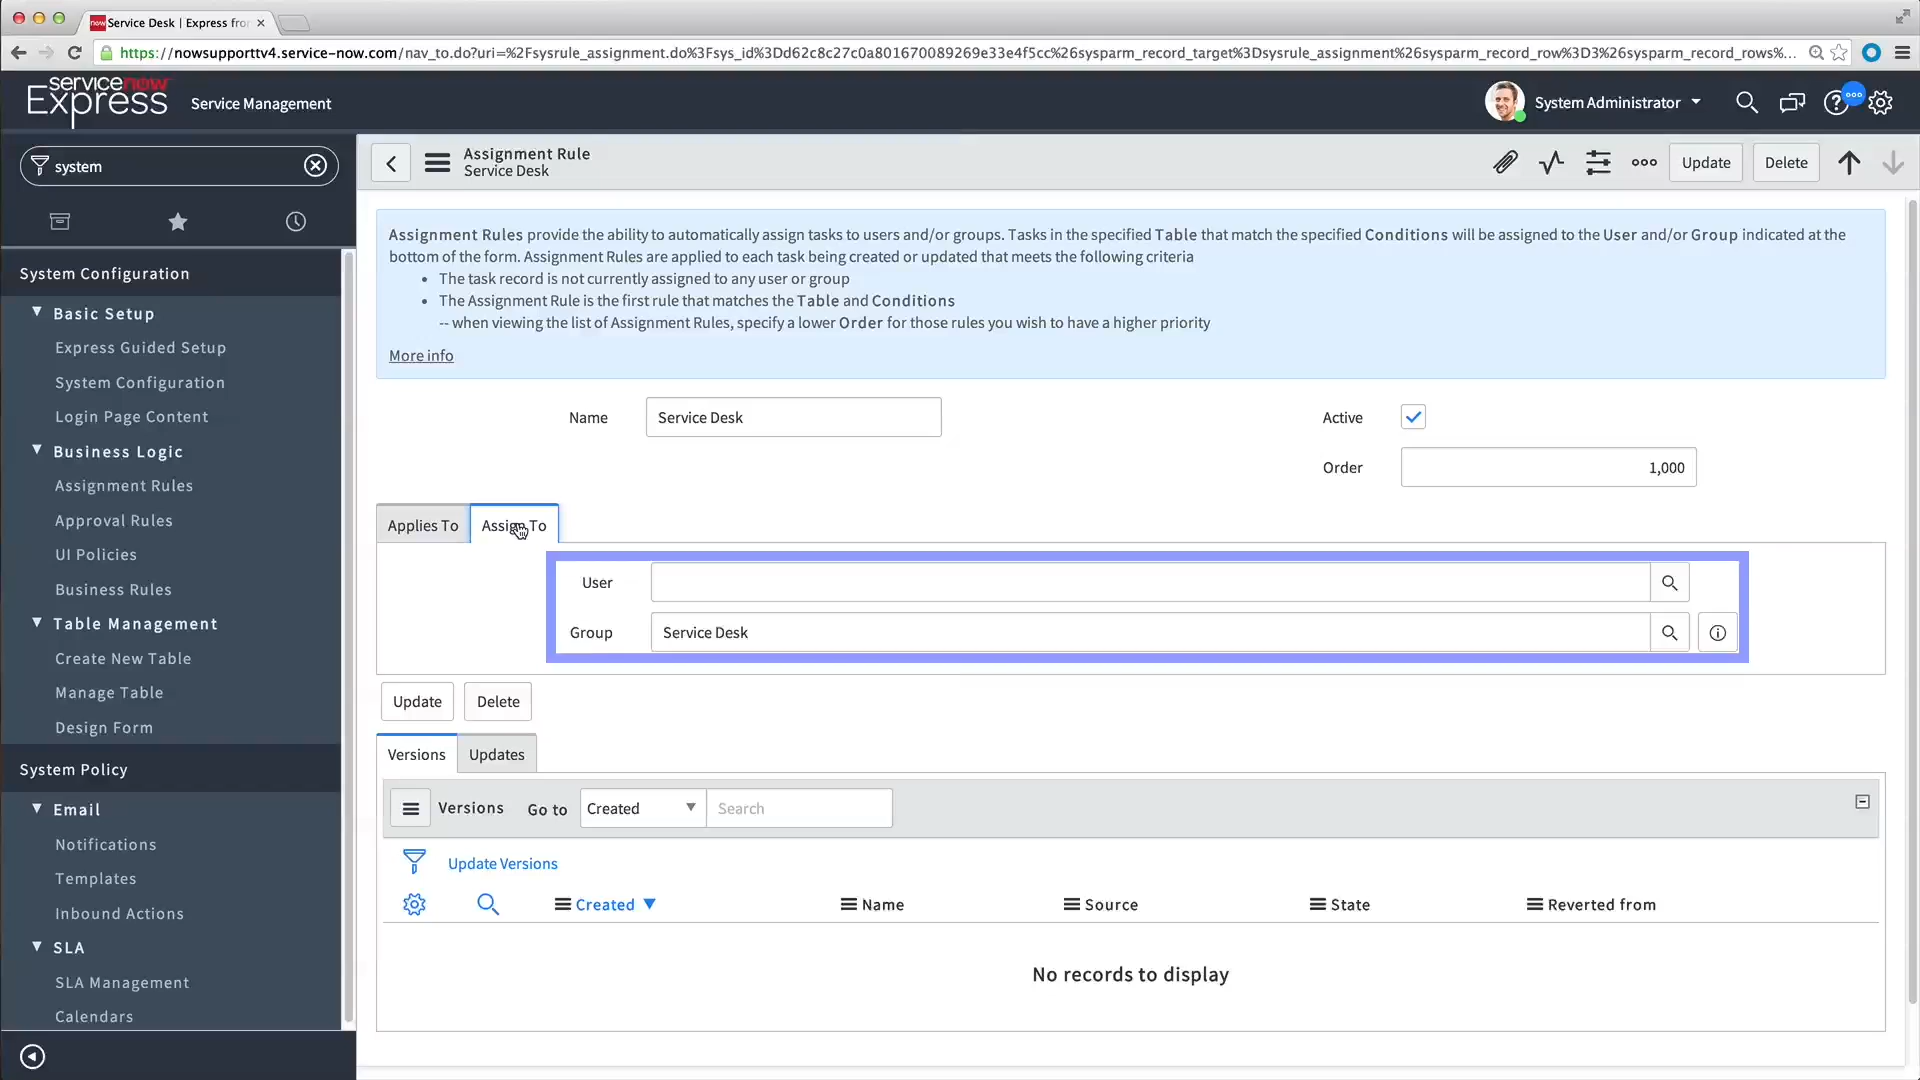 now Service Desk | Express fro
https://nowsupporttv4.service-now.com/nav_to.do?uri=%2Fsysrule_assignment.do%3Fsys_id%3Dd62c8c27c0a801670089269e33e4f5cc%26sysparm_record_target%3Dsysrule_assignment%26sysparm_record_row%3D3%26sysparm_record_rows%...
servicenow
Express
Service Management
System Administrator
system
Assignment Rule
Service Desk
Update
Delete
System Configuration
Basic Setup
Express Guided Setup
System Configuration
Login Page Content
Business Logic
Assignment Rules
Approval Rules
UI Policies
Business Rules
Table Management
Create New Table
Manage Table
Design Form
System Policy
Email
Notifications
Templates
Inbound Actions
SLA
SLA Management
Calendars
Assignment Rules provide the ability to automatically assign tasks to users and/or groups. Tasks in the specified Table that match the specified Conditions will be assigned to the User and/or Group indicated at the
bottom of the form. Assignment Rules are applied to each task being created or updated that meets the following criteria
• The task record is not currently assigned to any user or group
• The Assignment Rule is the first rule that matches the Table and Conditions
-- when viewing the list of Assignment Rules, specify a lower Order for those rules you wish to have a higher priority
More info
Name
Service Desk
Active
Order
1,000
Applies To
Assign To
User
Group
Service Desk
Update
Delete
Versions
Updates
Versions
Go to
Created
Search
Update Versions
Created
Name
Source
State
Reverted from
No records to display